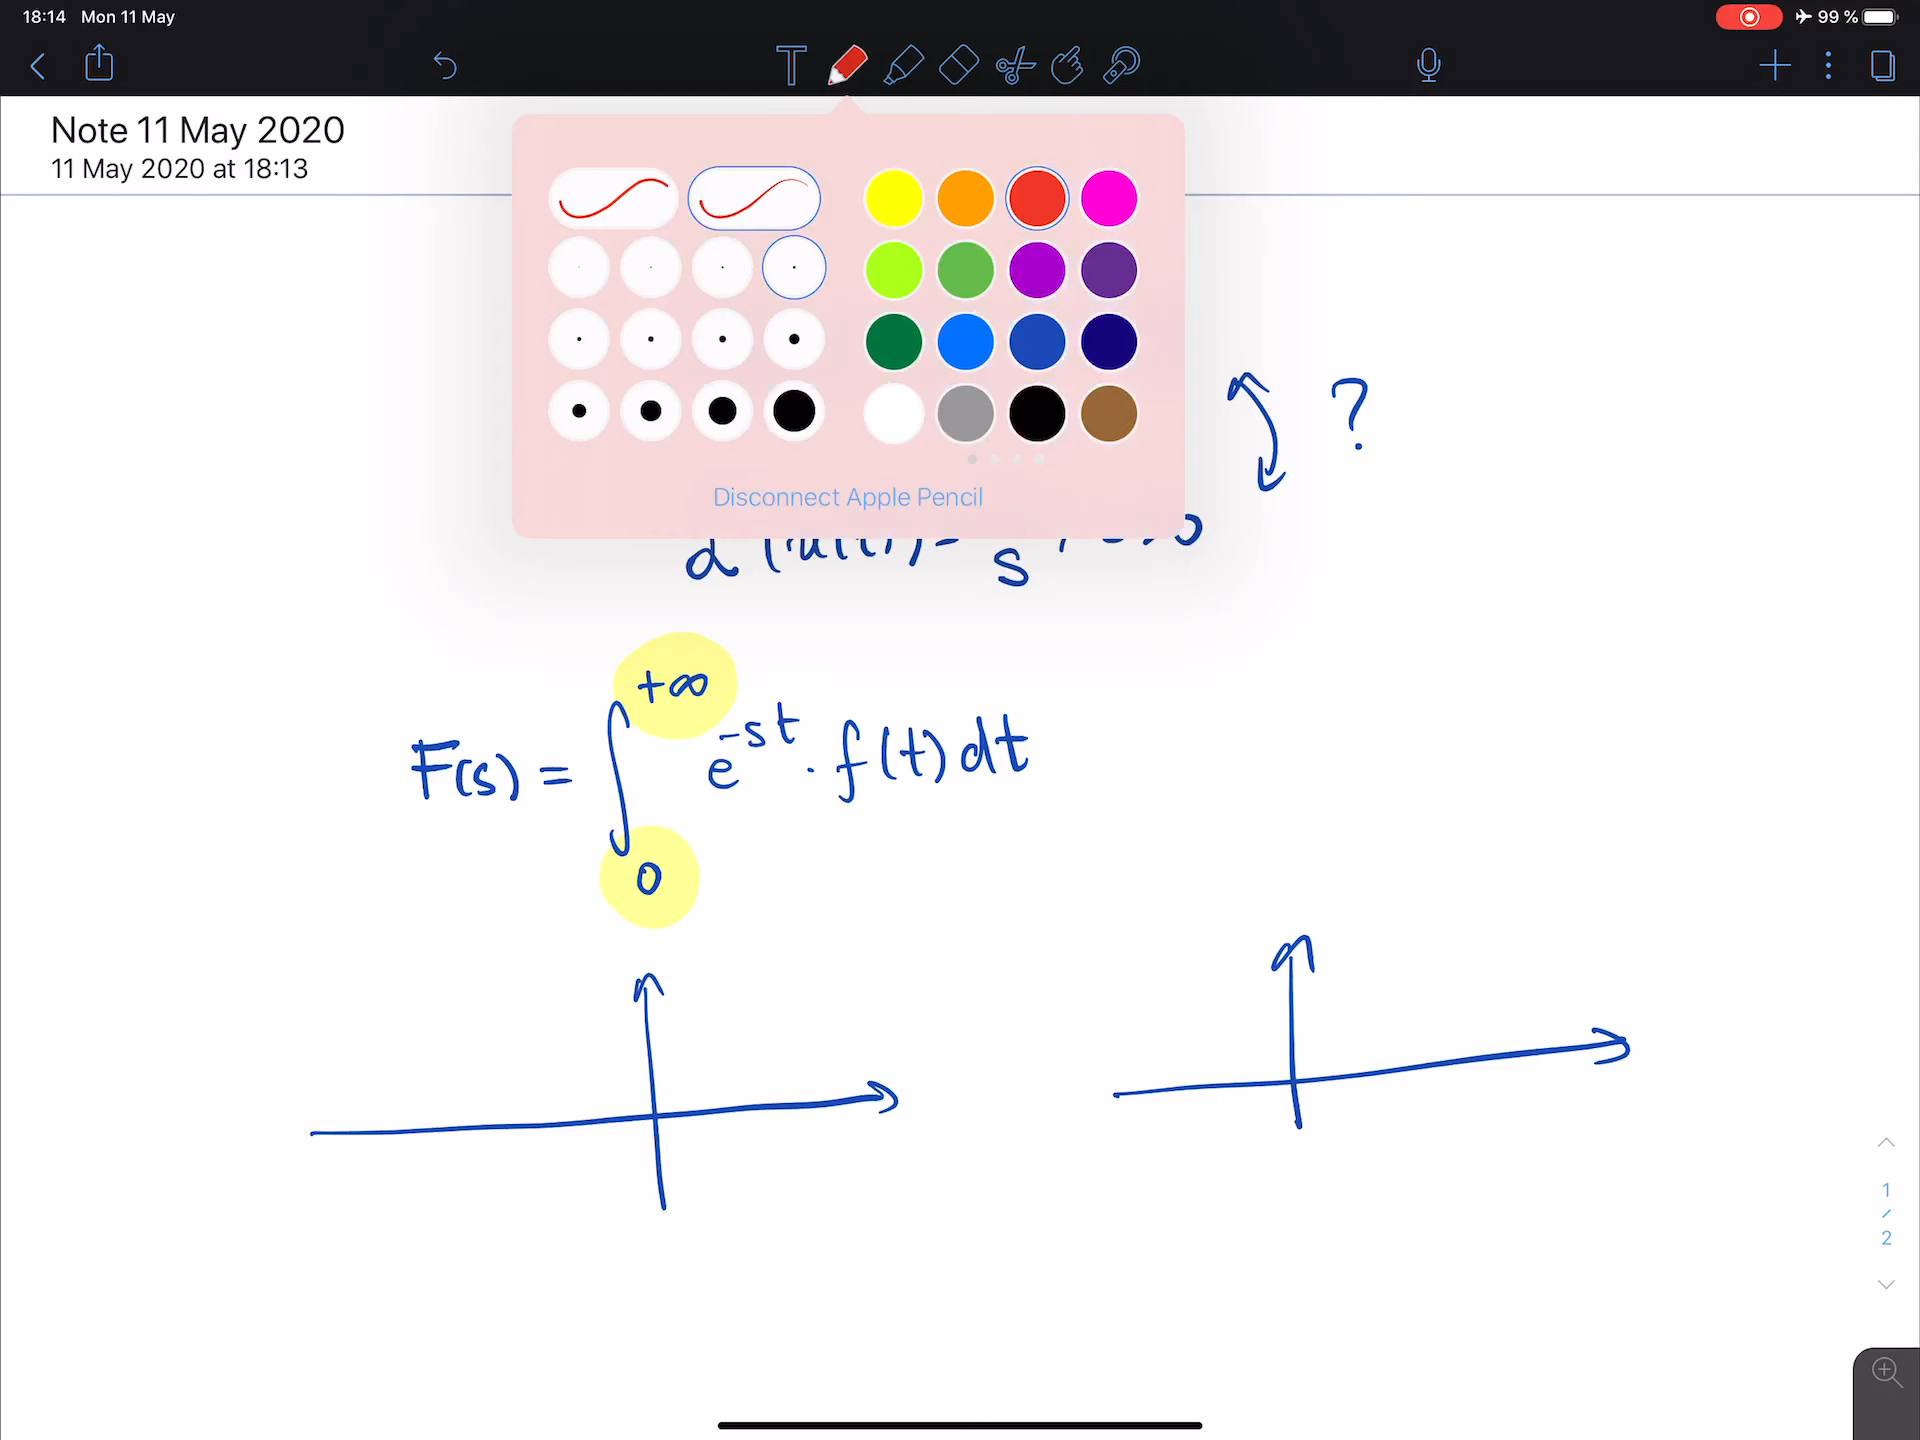 18:14 Mon 11 May
99 %
Note 11 May 2020
11 May 2020 at 18:13
Disconnect Apple Pencil
?
s
+∞
F(s) = ∫ e^-st . f(t) dt
0
1
/
2